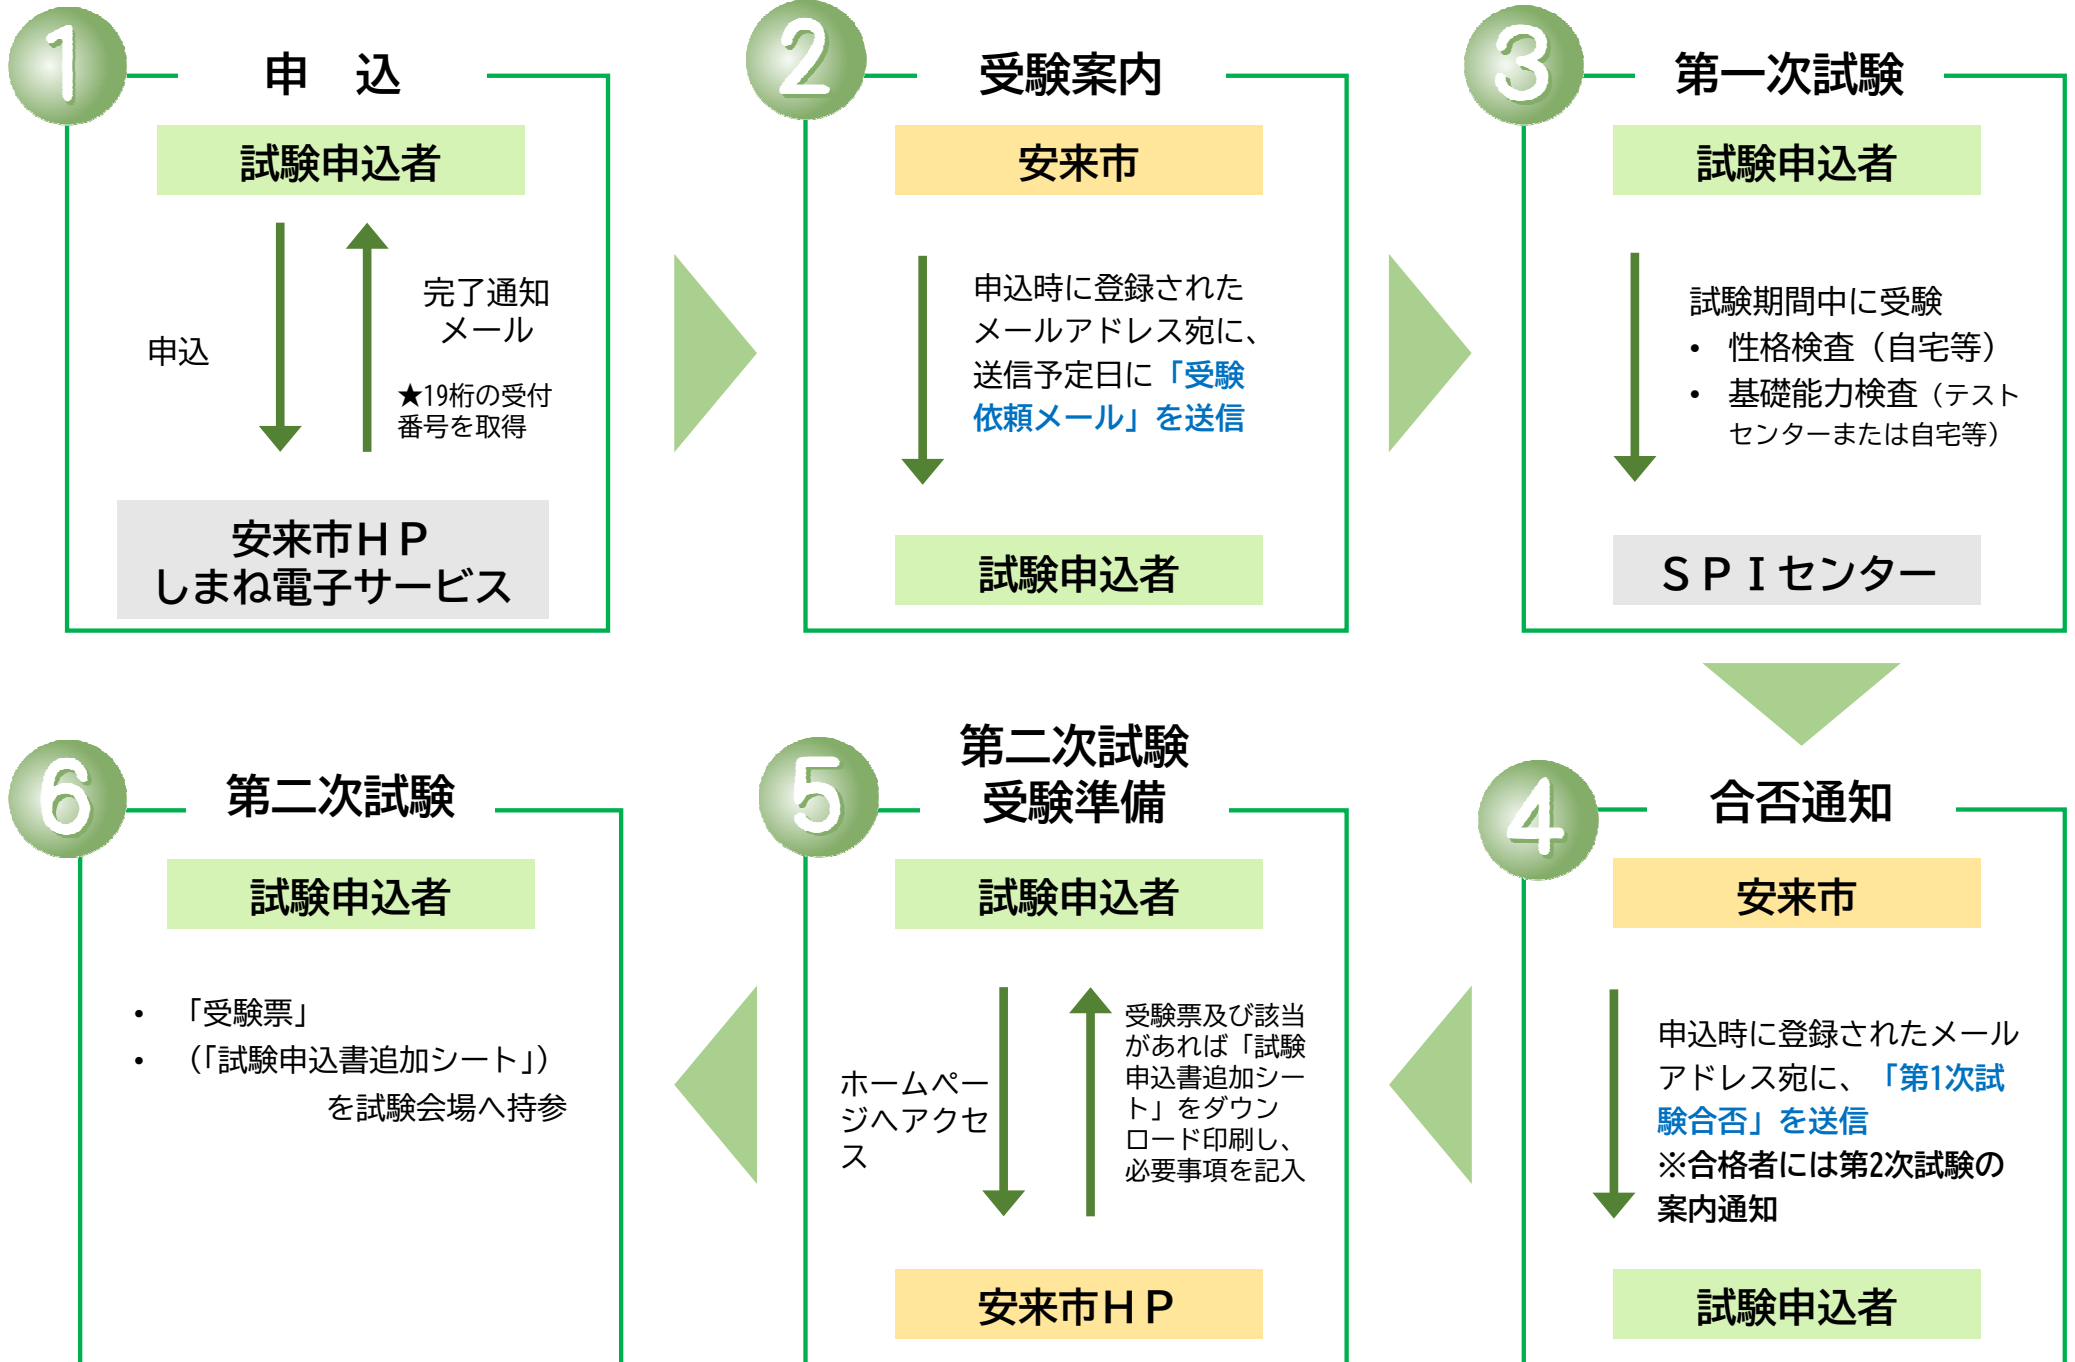 1
申　込
試験申込者
申込
完了通知
メール
★19桁の受付
番号を取得
安来市ＨＰ
しまね電子サービス
2
受験案内
安来市
申込時に登録された
メールアドレス宛に、
送信予定日に「受験
依頼メール」を送信
試験申込者
3
第一次試験
試験申込者
試験期間中に受験
• 性格検査（自宅等）
• 基礎能力検査（テスト
センターまたは自宅等）
ＳＰＩセンター
4
合否通知
安来市
申込時に登録されたメール
アドレス宛に、「第1次試
験合否」を送信
※合格者には第2次試験の
案内通知
試験申込者
5
第二次試験
受験準備
試験申込者
ホームペー
ジへアクセ
ス
受験票及び該当
があれば「試験
申込書追加シー
ト」をダウン
ロード印刷し、
必要事項を記入
安来市ＨＰ
6
第二次試験
試験申込者
• 「受験票」
• （「試験申込書追加シート」）
を試験会場へ持参